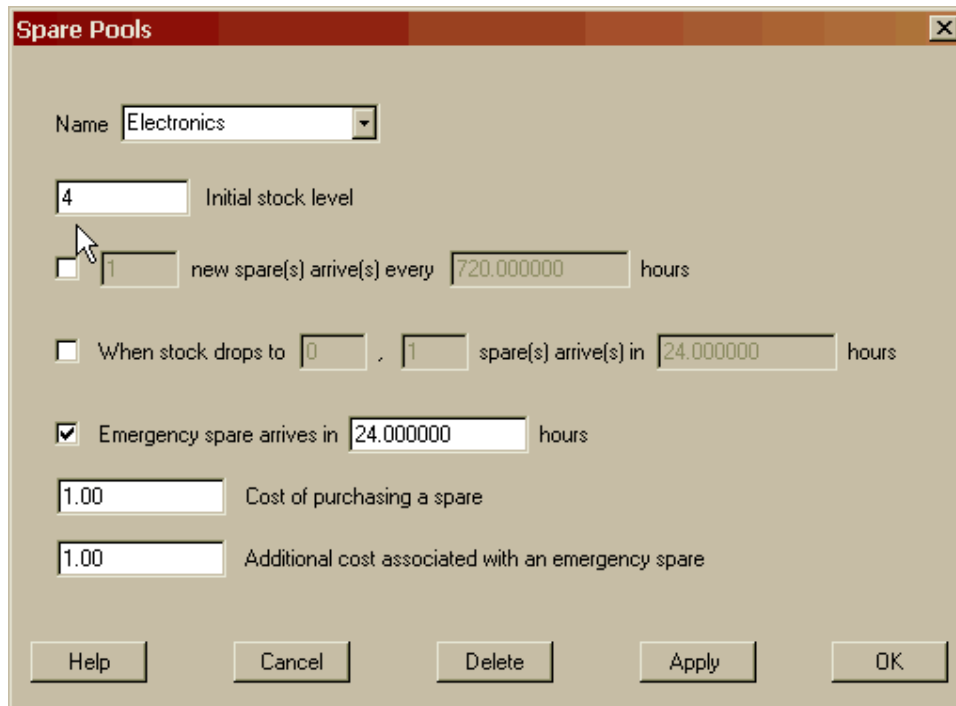 Spare Pools
Name Electronics
4 Initial stock level
1 new spare(s) arrive(s) every 720.000000 hours
When stock drops to 0 , 1 spare(s) arrive(s) in 24.000000 hours
Emergency spare arrives in 24.000000 hours
1.00 Cost of purchasing a spare
1.00 Additional cost associated with an emergency spare
Help Cancel Delete Apply OK